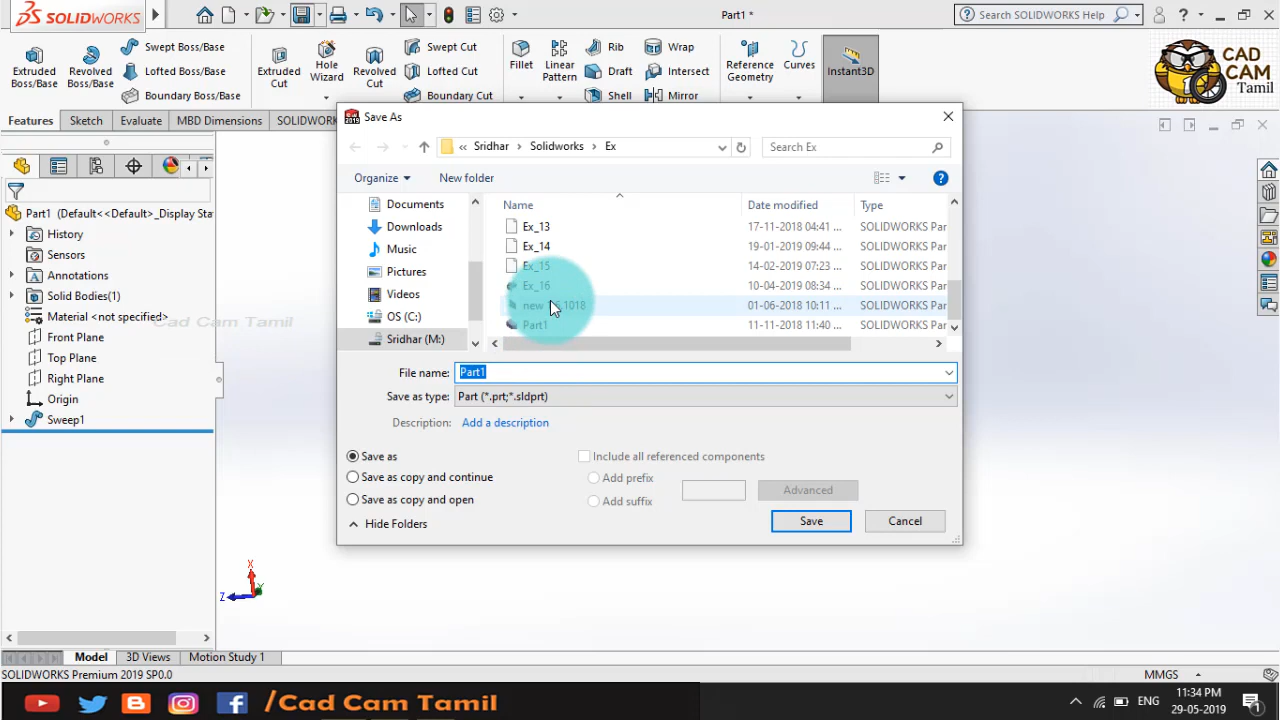 SOLIDWORKS
Part1 *
Search SOLIDWORKS Help
?
Extruded Boss/Base
Revolved Boss/Base
Swept Boss/Base
Lofted Boss/Base
Boundary Boss/Base
Extruded Cut
Hole Wizard
Revolved Cut
Swept Cut
Lofted Cut
Boundary Cut
Fillet
Linear Pattern
Rib
Draft
Shell
Wrap
Intersect
Mirror
Reference Geometry
Curves
Instant3D
CAD
CAM
Tamil
Features
Sketch
Evaluate
MBD Dimensions
SOLIDWOR
Part1 (Default<<Default>_Display Sta
History
Sensors
Annotations
Solid Bodies(1)
Material <not specified>
Cad Cam Tamil
Front Plane
Top Plane
Right Plane
Origin
Sweep1
2019 Save As
« Sridhar > Solidworks > Ex
Search Ex
Organize
New folder
?
Documents
Downloads
Music
Pictures
Videos
OS (C:)
Sridhar (M:)
Name Date modified Type
Ex_13 17-11-2018 04:41 ... SOLIDWORKS Par
Ex_14 19-01-2019 09:44 ... SOLIDWORKS Par
Ex_15 14-02-2019 07:23 ... SOLIDWORKS Par
Ex_16 10-04-2019 08:34 ... SOLIDWORKS Par
new 1018 01-06-2018 10:11 ... SOLIDWORKS Par
Part1 11-11-2018 11:40 ... SOLIDWORKS Par
File name: Part1
Save as type: Part (*.prt;*.sldprt)
Description: Add a description
Save as
Save as copy and continue
Save as copy and open
Include all referenced components
Add prefix
Add suffix
Advanced
Hide Folders
Save
Cancel
X
Y
Z
Model
3D Views
Motion Study 1
SOLIDWORKS Premium 2019 SP0.0
MMGS
/Cad Cam Tamil
ENG
11:34 PM
29-05-2019
1